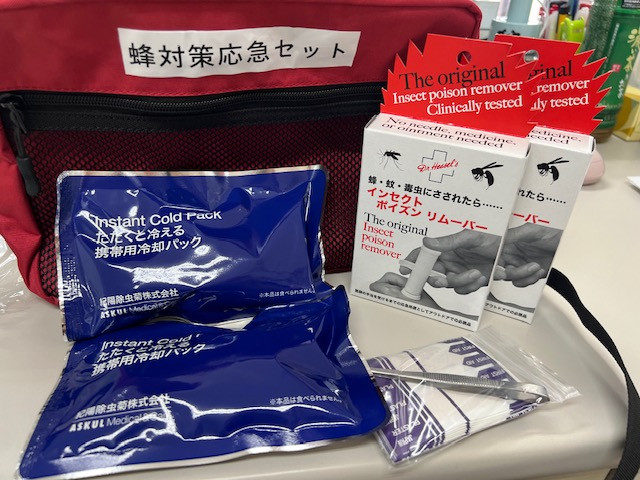 蜂対策応急セット
The original
Insect poison remover
Clinically tested
No needle, medicine,
or ointment needed
Dr. Hessel's
蜂・蚊・毒虫にさされたら……
インセクト
ポイズン リムーバー
The original
Insect
poison
remover
original
remover
ally tested
Instant Cold Pack
たたくと冷える
携帯用冷却パック
紀陽除虫菊株式会社
※本品は食べられません。
ASKUL Medical &
Instant Cold
たたくと冷える
携帯用冷却パック
紀陽除虫菊株式会社
※本品は食べられません。
ASKUL Medical & Care